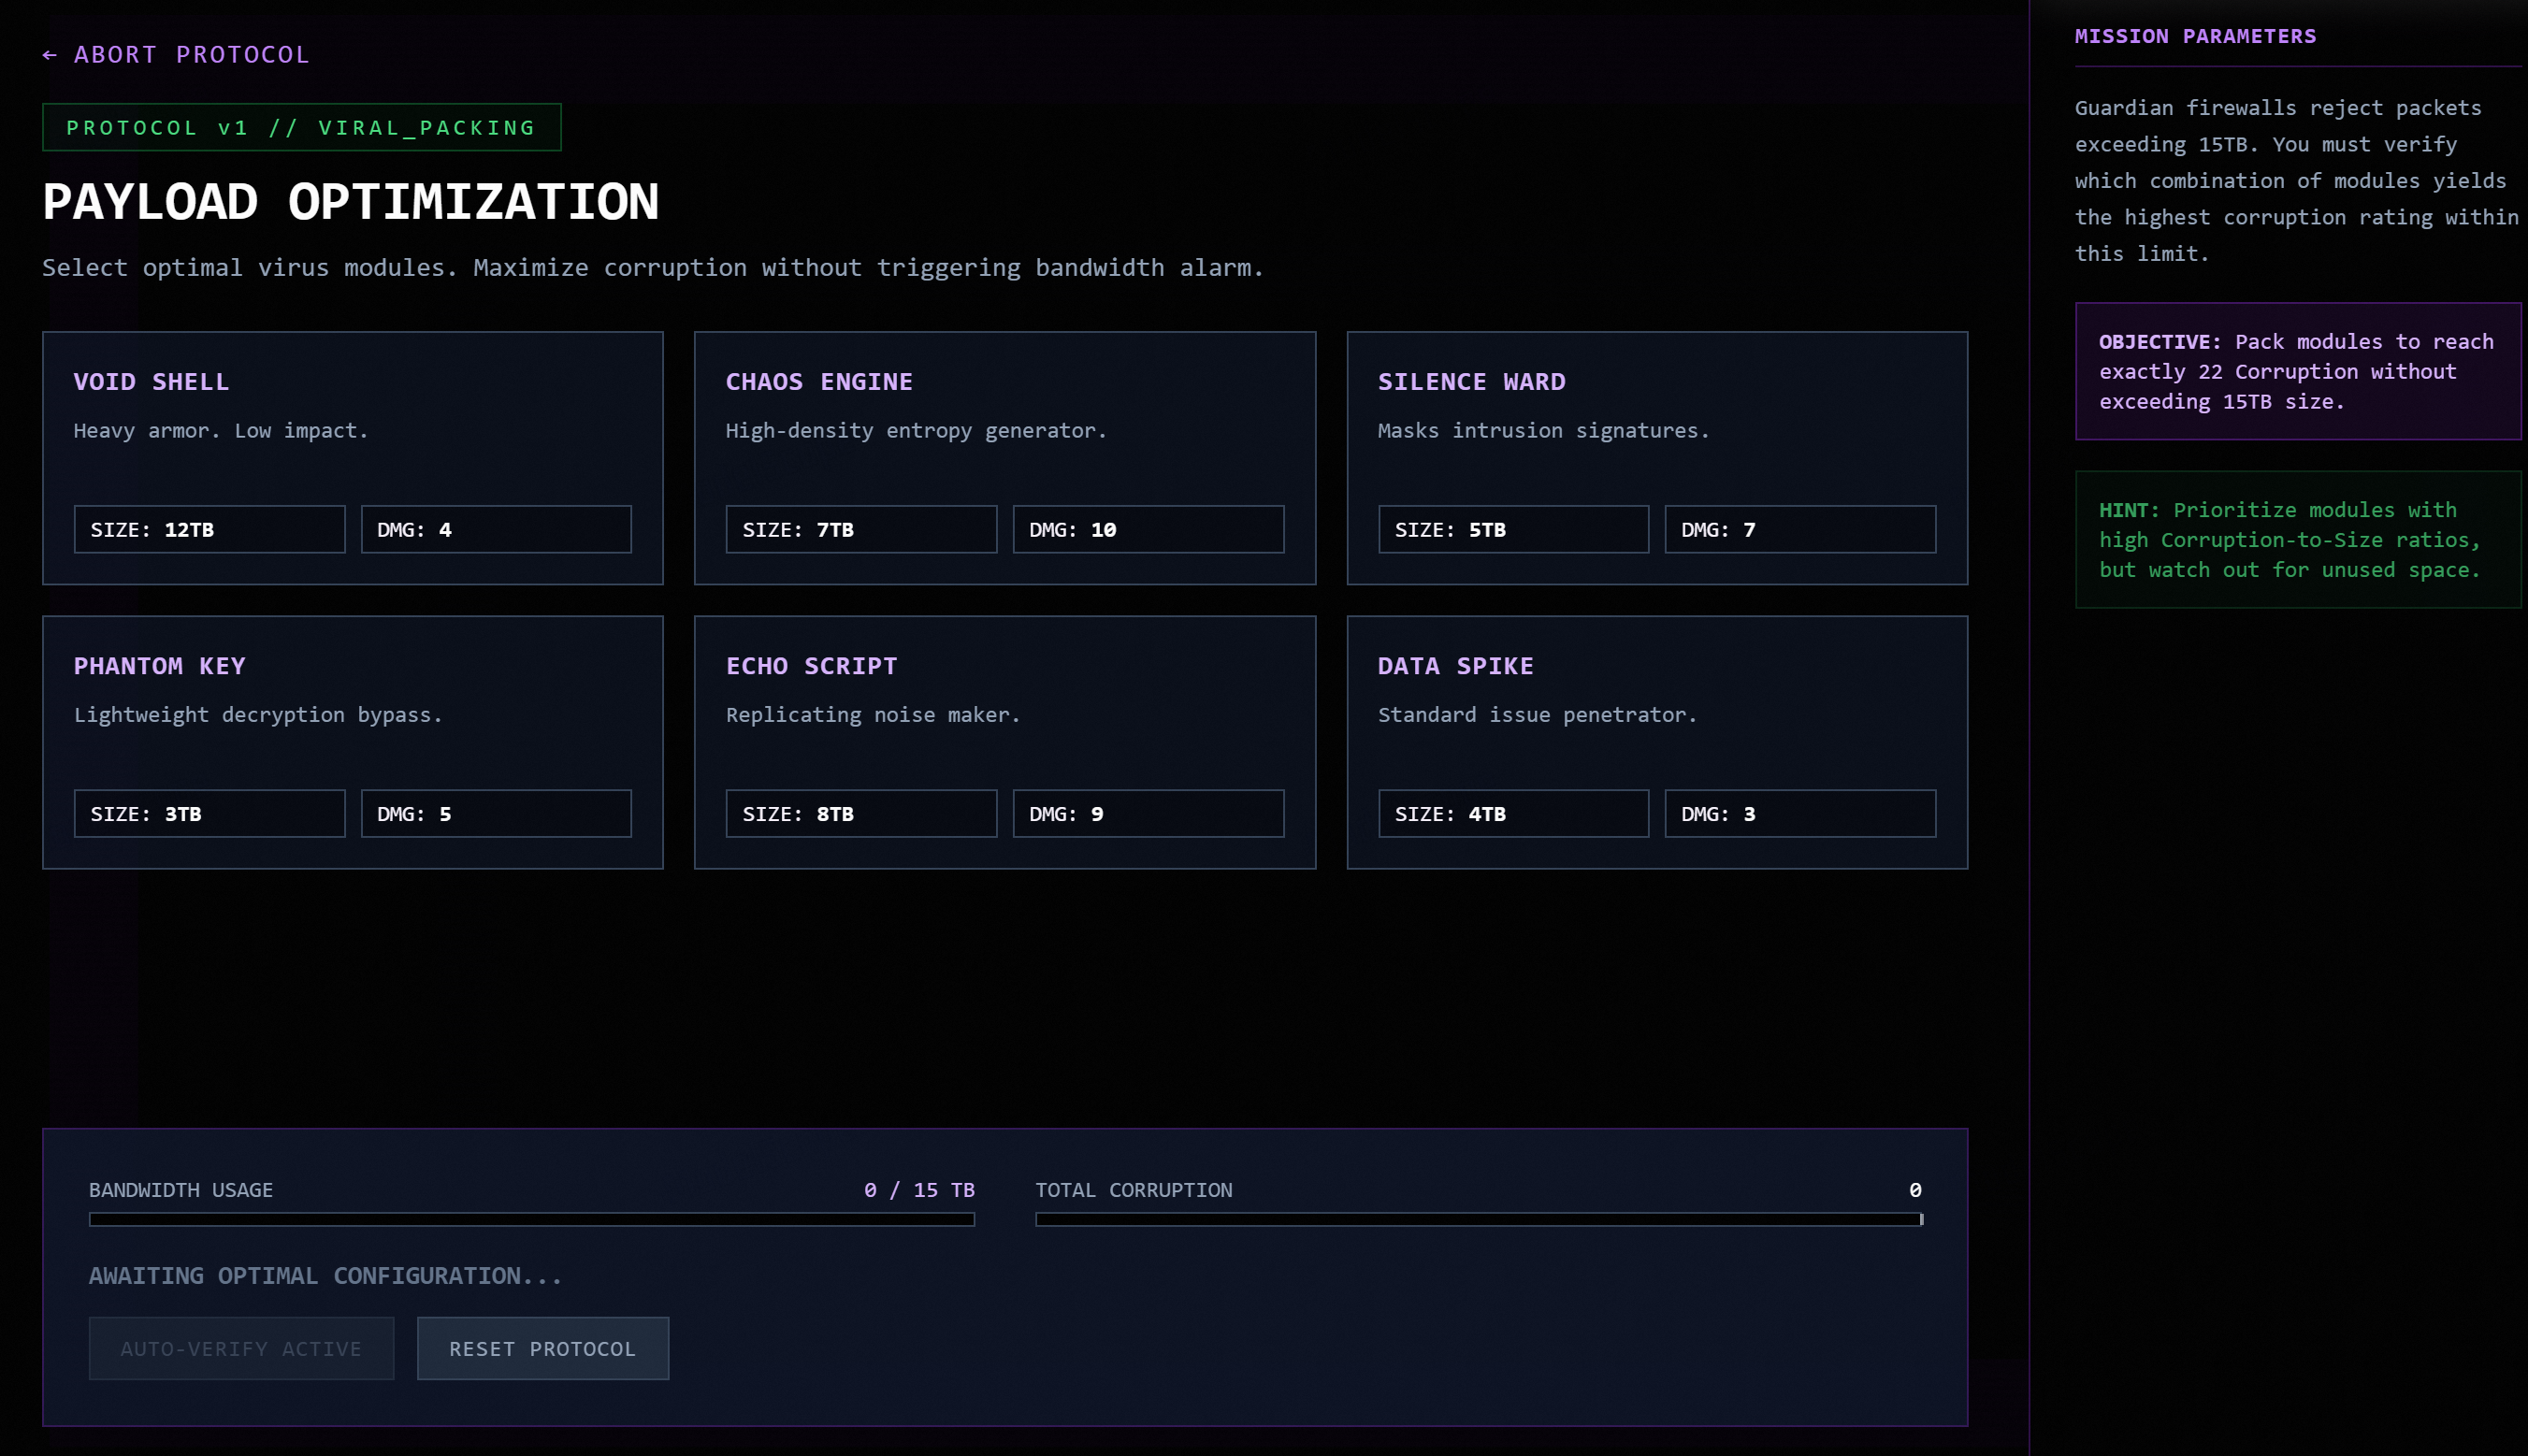 ← ABORT PROTOCOL
PROTOCOL v1 // VIRAL_PACKING
PAYLOAD OPTIMIZATION
Select optimal virus modules. Maximize corruption without triggering bandwidth alarm.
VOID SHELL
Heavy armor. Low impact.
SIZE: 12TB
DMG: 4
CHAOS ENGINE
High-density entropy generator.
SIZE: 7TB
DMG: 10
SILENCE WARD
Masks intrusion signatures.
SIZE: 5TB
DMG: 7
PHANTOM KEY
Lightweight decryption bypass.
SIZE: 3TB
DMG: 5
ECHO SCRIPT
Replicating noise maker.
SIZE: 8TB
DMG: 9
DATA SPIKE
Standard issue penetrator.
SIZE: 4TB
DMG: 3
BANDWIDTH USAGE
0 / 15 TB
TOTAL CORRUPTION
0
AWAITING OPTIMAL CONFIGURATION...
AUTO-VERIFY ACTIVE
RESET PROTOCOL
MISSION PARAMETERS
Guardian firewalls reject packets
exceeding 15TB. You must verify
which combination of modules yields
the highest corruption rating within
this limit.
OBJECTIVE: Pack modules to reach
exactly 22 Corruption without
exceeding 15TB size.
HINT: Prioritize modules with
high Corruption-to-Size ratios,
but watch out for unused space.